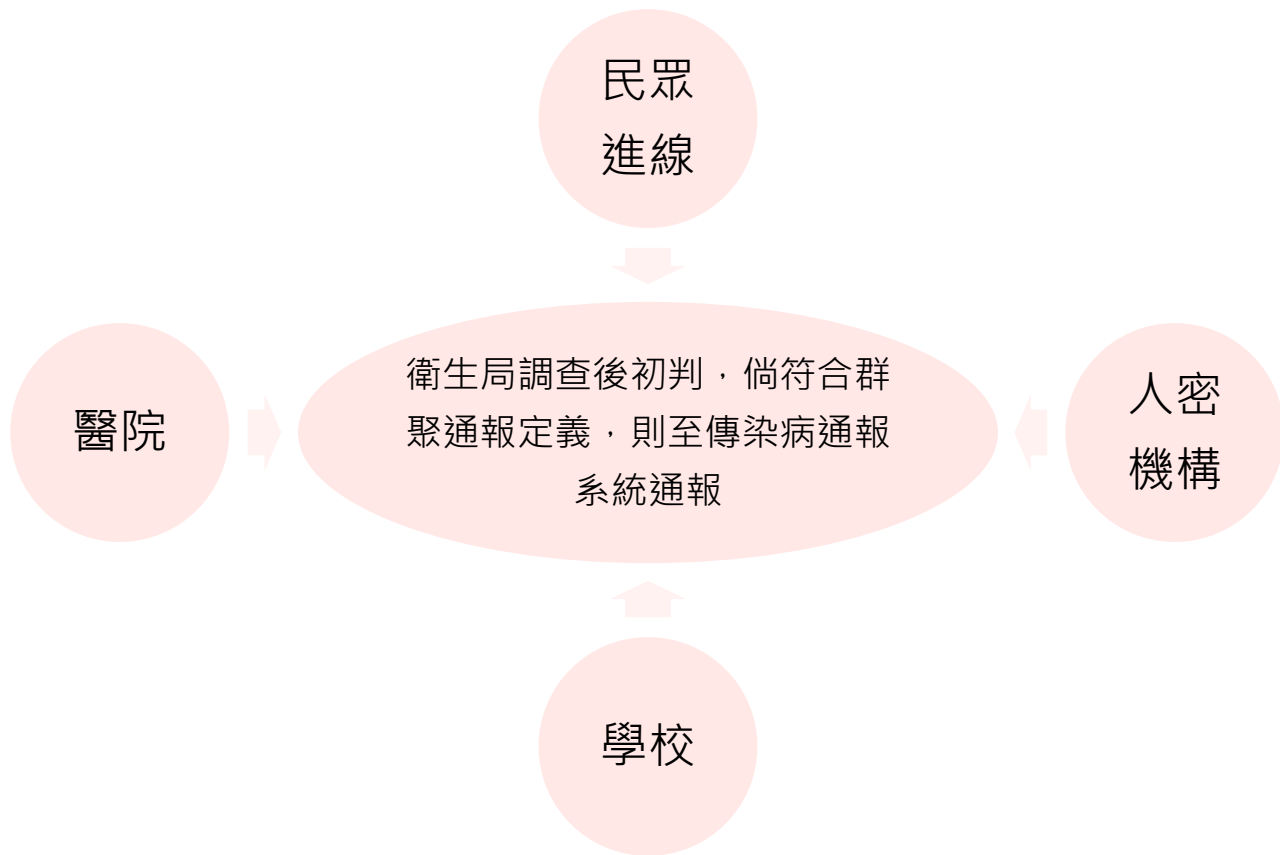 民眾
進線
醫院
衛生局調查後初判，倘符合群
聚通報定義，則至傳染病通報
系統通報
人密
機構
學校